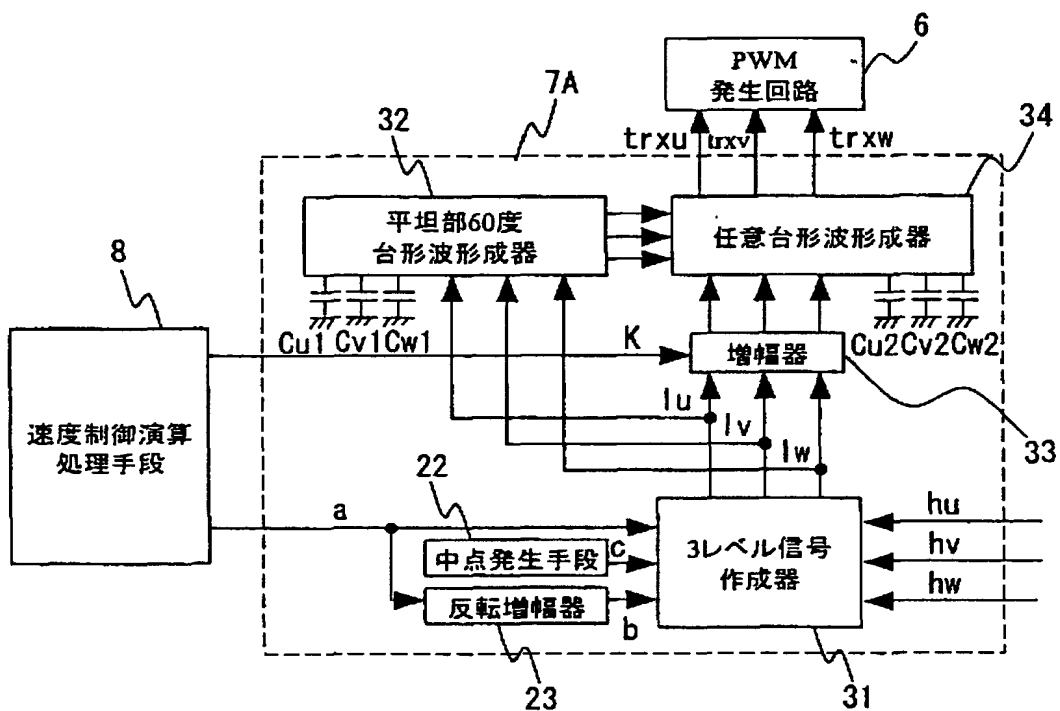 6
PWM
発生回路
7A
32
34
trxu
trxv
trxw
平坦部60度
台形波形成器
任意台形波形成器
8
Cu1
Cv1
Cw1
K
増幅器
Cu2
Cv2
Cw2
33
速度制御演算
処理手段
lu
lv
lw
22
a
中点発生手段
c
3レベル信号
作成器
hu
hv
hw
反転増幅器
b
23
31